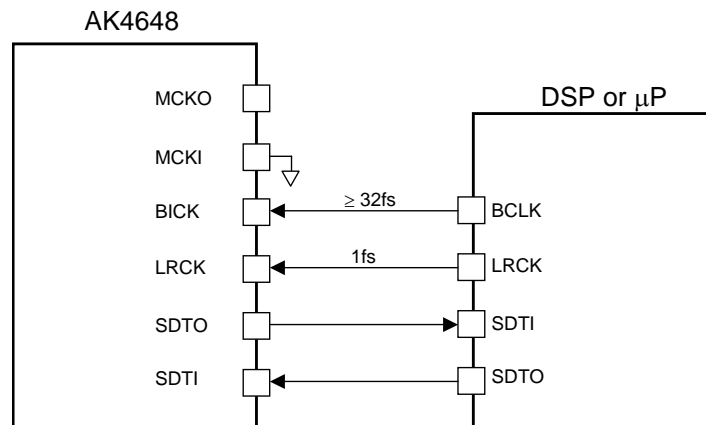 AK4648
DSP or μP
MCKO
MCKI
BICK
≥ 32fs
BCLK
LRCK
1fs
LRCK
SDTO
SDTI
SDTI
SDTO